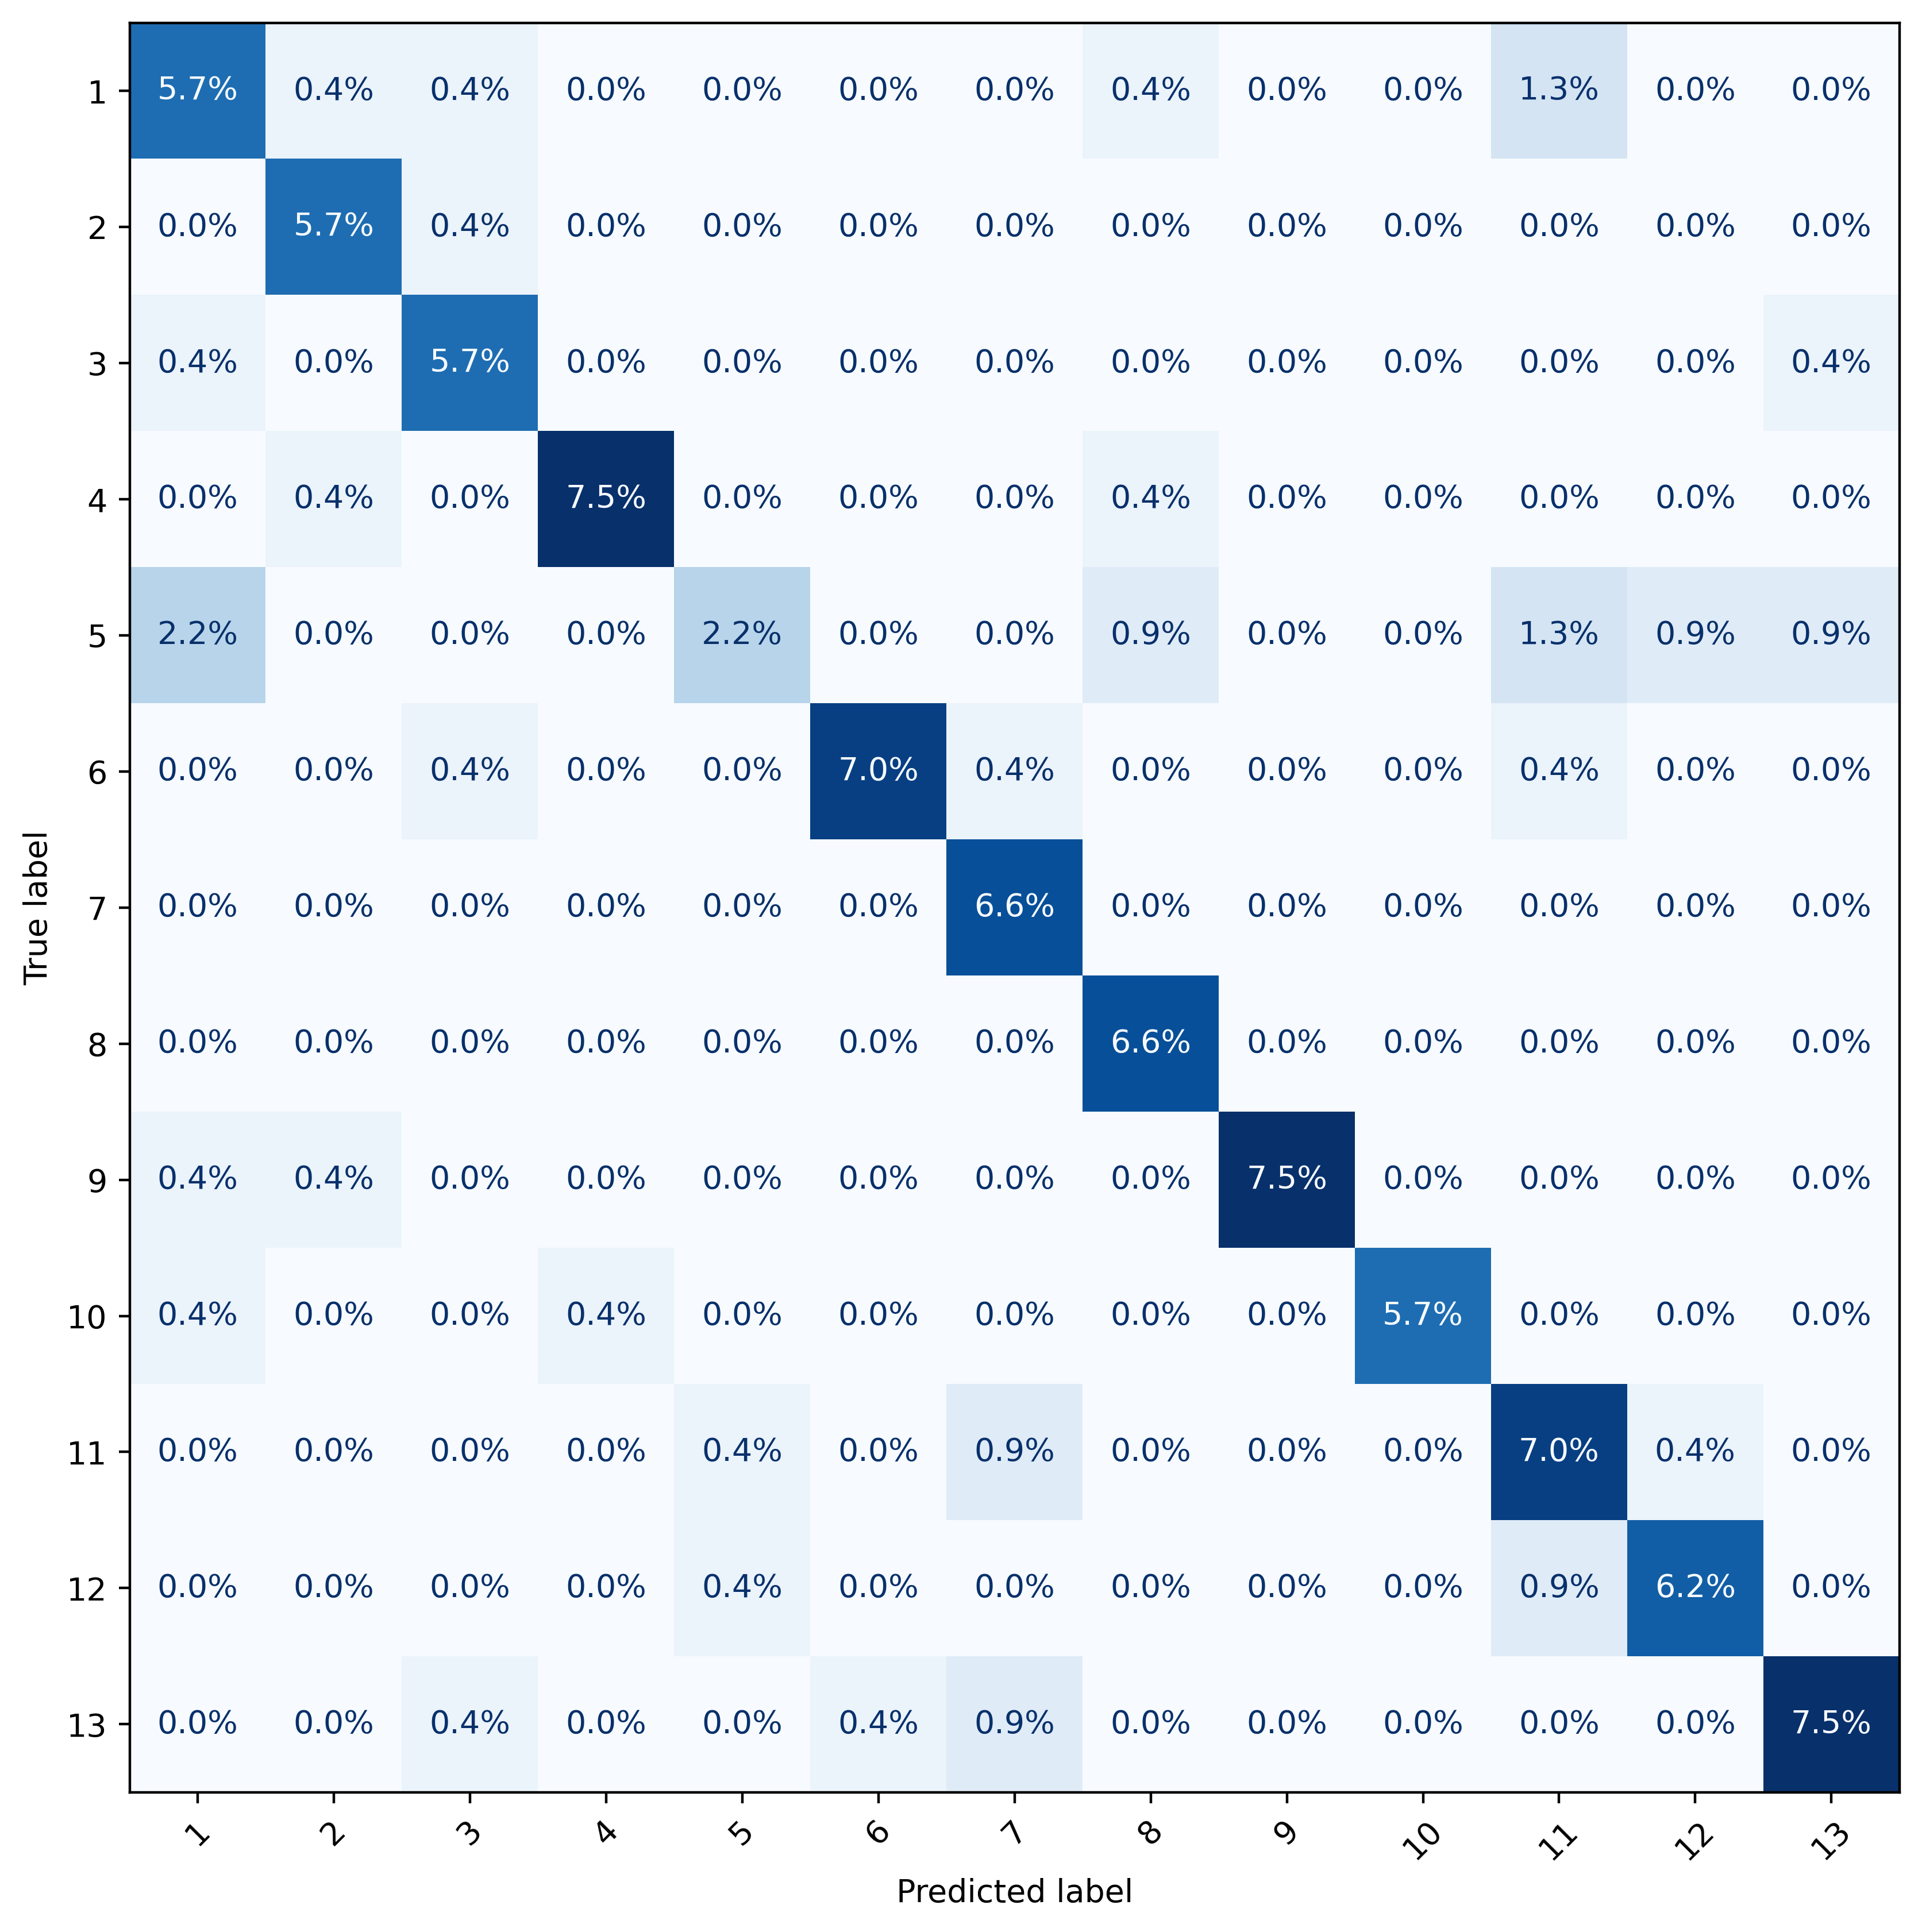 1 5.7% 0.4% 0.4% 0.0% 0.0% 0.0% 0.0% 0.4% 0.0% 0.0% 1.3% 0.0% 0.0%
2 0.0% 5.7% 0.4% 0.0% 0.0% 0.0% 0.0% 0.0% 0.0% 0.0% 0.0% 0.0% 0.0%
3 0.4% 0.0% 5.7% 0.0% 0.0% 0.0% 0.0% 0.0% 0.0% 0.0% 0.0% 0.0% 0.4%
4 0.0% 0.4% 0.0% 7.5% 0.0% 0.0% 0.0% 0.4% 0.0% 0.0% 0.0% 0.0% 0.0%
5 2.2% 0.0% 0.0% 0.0% 2.2% 0.0% 0.0% 0.9% 0.0% 0.0% 1.3% 0.9% 0.9%
6 0.0% 0.0% 0.4% 0.0% 0.0% 7.0% 0.4% 0.0% 0.0% 0.0% 0.4% 0.0% 0.0%
7 0.0% 0.0% 0.0% 0.0% 0.0% 0.0% 6.6% 0.0% 0.0% 0.0% 0.0% 0.0% 0.0%
8 0.0% 0.0% 0.0% 0.0% 0.0% 0.0% 0.0% 6.6% 0.0% 0.0% 0.0% 0.0% 0.0%
9 0.4% 0.4% 0.0% 0.0% 0.0% 0.0% 0.0% 0.0% 7.5% 0.0% 0.0% 0.0% 0.0%
10 0.4% 0.0% 0.0% 0.4% 0.0% 0.0% 0.0% 0.0% 0.0% 5.7% 0.0% 0.0% 0.0%
11 0.0% 0.0% 0.0% 0.0% 0.4% 0.0% 0.9% 0.0% 0.0% 0.0% 7.0% 0.4% 0.0%
12 0.0% 0.0% 0.0% 0.0% 0.4% 0.0% 0.0% 0.0% 0.0% 0.0% 0.9% 6.2% 0.0%
13 0.0% 0.0% 0.4% 0.0% 0.0% 0.4% 0.9% 0.0% 0.0% 0.0% 0.0% 0.0% 7.5%
1 2 3 4 5 6 7 8 9 10 11 12 13
Predicted label
True label